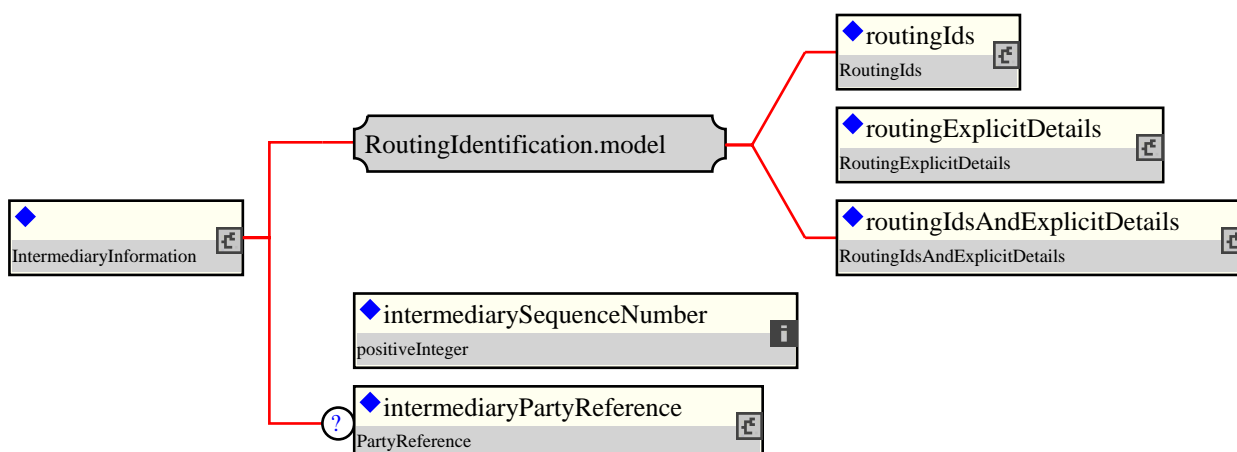 routingIds
RoutingIds
routingExplicitDetails
RoutingExplicitDetails
RoutingIdentification.model
routingIdsAndExplicitDetails
RoutingIdsAndExplicitDetails
IntermediaryInformation
intermediarySequenceNumber
positiveInteger
i
?
intermediaryPartyReference
PartyReference